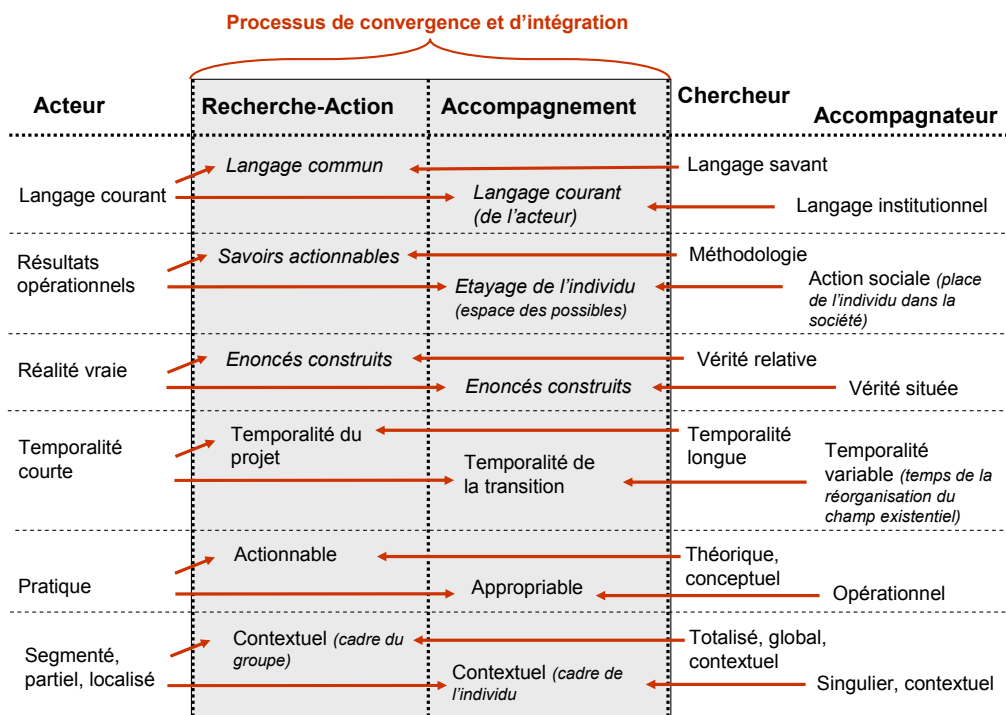 Processus de convergence et d'intégration
Acteur
Recherche-Action
Accompagnement
Chercheur
Accompagnateur
Langage courant
Langage commun
Langage courant
(de l'acteur)
Langage savant
Langage institutionnel
Résultats
opérationnels
Savoirs actionnables
Etayage de l'individu
(espace des possibles)
Méthodologie
Action sociale (place
de l'individu dans la
société)
Réalité vraie
Enoncés construits
Enoncés construits
Vérité relative
Vérité située
Temporalité
courte
Temporalité du
projet
Temporalité de
la transition
Temporalité
longue
Temporalité
variable (temps de la
réorganisation du
champ existentiel)
Pratique
Actionnable
Appropriable
Théorique,
conceptuel
Opérationnel
Segmenté,
partiel, localisé
Contextuel (cadre du
groupe)
Contextuel (cadre de
l'individu
Totalisé, global,
contextuel
Singulier, contextuel